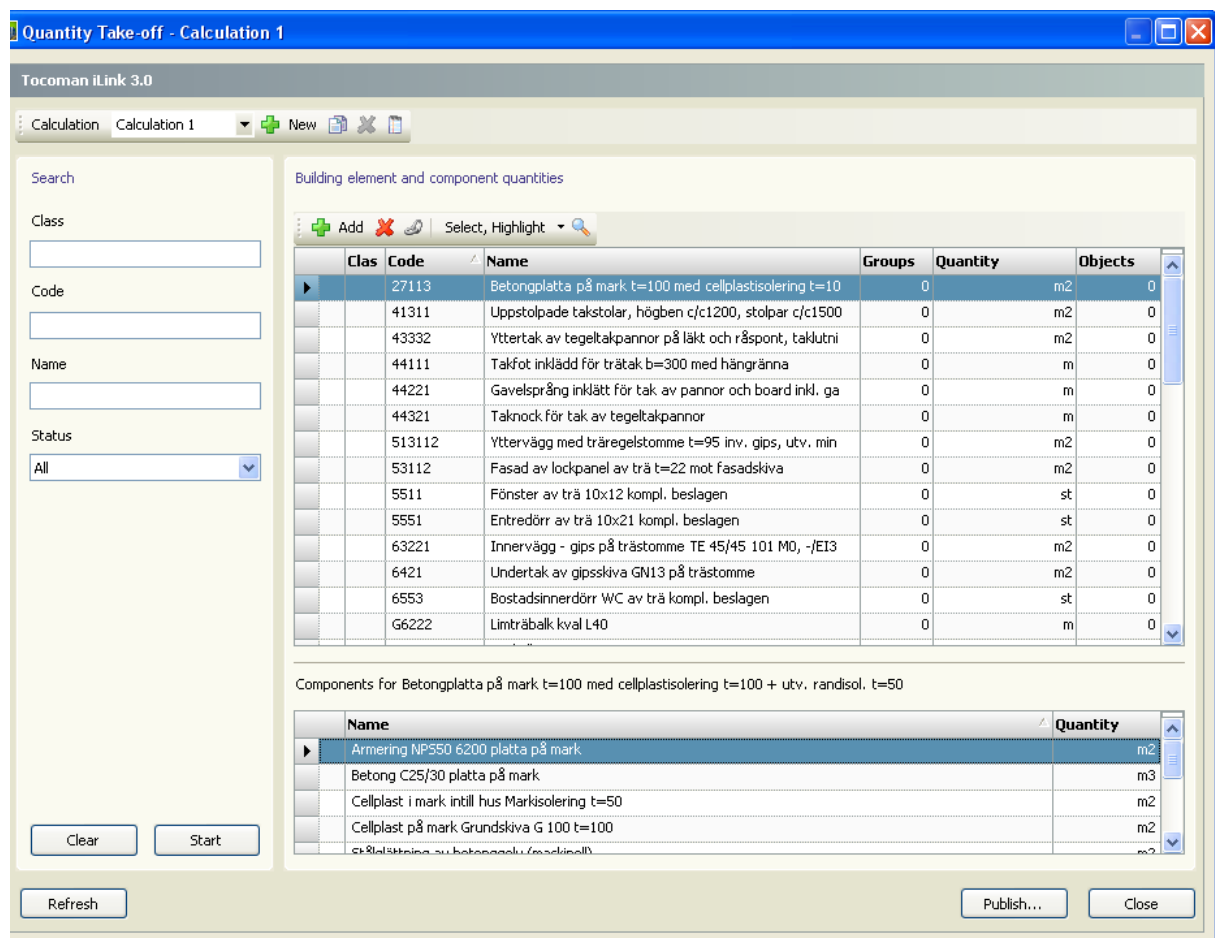 Quantity Take-off - Calculation 1
Tocoman iLink 3.0
Calculation Calculation 1 New
Search
Building element and component quantities
Class
Add Select, Highlight
Clas Code Name Groups Quantity Objects
27113 Betongplatta på mark t=100 med cellplastisolering t=10 0 m2 0
Code
41311 Uppstolpade takstolar, högben c/c1200, stolpar c/c1500 0 m2 0
43332 Yttertak av tegeltakpannor på läkt och råspont, taklutni 0 m2 0
Name
44111 Takfot inklädd för trätak b=300 med hängränna 0 m 0
44221 Gavelsprång inklätt för tak av pannor och board inkl. ga 0 m 0
44321 Taknock för tak av tegeltakpannor 0 m 0
Status
513112 Yttervägg med träregelstomme t=95 inv. gips, utv. min 0 m2 0
All
53112 Fasad av lockpanel av trä t=22 mot fasadskiva 0 m2 0
5511 Fönster av trä 10x12 kompl. beslagen 0 st 0
5551 Entredörr av trä 10x21 kompl. beslagen 0 st 0
63221 Innervägg - gips på trästomme TE 45/45 101 M0, -/EI3 0 m2 0
6421 Undertak av gipsskiva GN13 på trästomme 0 m2 0
6553 Bostadsinnerdörr WC av trä kompl. beslagen 0 st 0
G6222 Limträbalk kval L40 0 m 0
Components for Betongplatta på mark t=100 med cellplastisolering t=100 + utv. randisol. t=50
Name Quantity
Armering NPS50 6200 platta på mark m2
Betong C25/30 platta på mark m3
Cellplast i mark intill hus Markisolering t=50 m2
Cellplast på mark Grundskiva G 100 t=100 m2
Stålglättning av betonggolv (maskinell) m2
Clear Start
Refresh Publish... Close